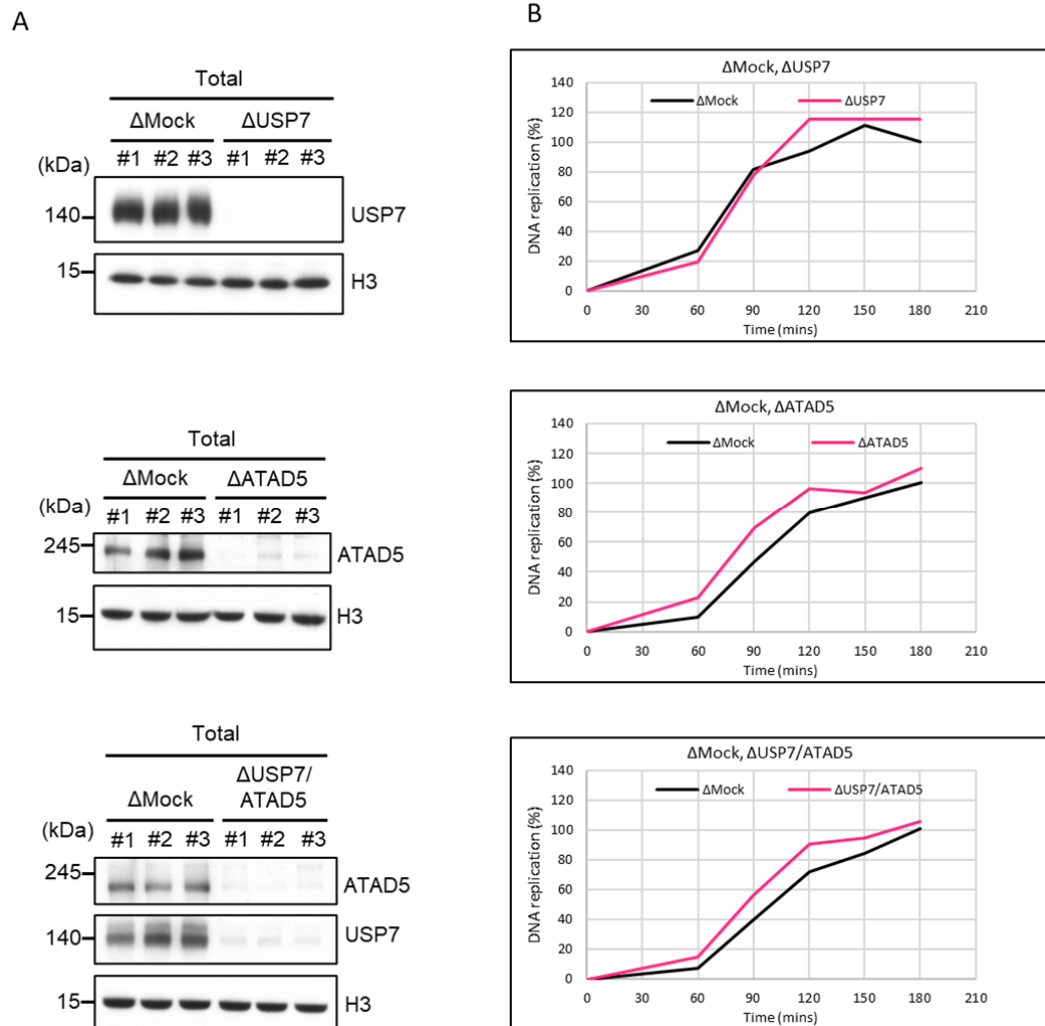 A
Total
ΔMock ΔUSP7
(kDa) #1 #2 #3 #1 #2 #3
140 USP7
15 H3
Total
ΔMock ΔATAD5
(kDa) #1 #2 #3 #1 #2 #3
245 ATAD5
15 H3
Total
ΔUSP7/
ΔMock ATAD5
(kDa) #1 #2 #3 #1 #2 #3
245 ATAD5
140 USP7
15 H3
B
ΔMock, ΔUSP7
ΔMock ΔUSP7
DNA replication (%)
140
120
100
80
60
40
20
0
0 30 60 90 120 150 180 210
Time (mins)
ΔMock, ΔATAD5
ΔMock ΔATAD5
DNA replication (%)
140
120
100
80
60
40
20
0
0 30 60 90 120 150 180 210
Time (mins)
ΔMock, ΔUSP7/ATAD5
ΔMock ΔUSP7/ATAD5
DNA replication (%)
140
120
100
80
60
40
20
0
0 30 60 90 120 150 180 210
Time (mins)